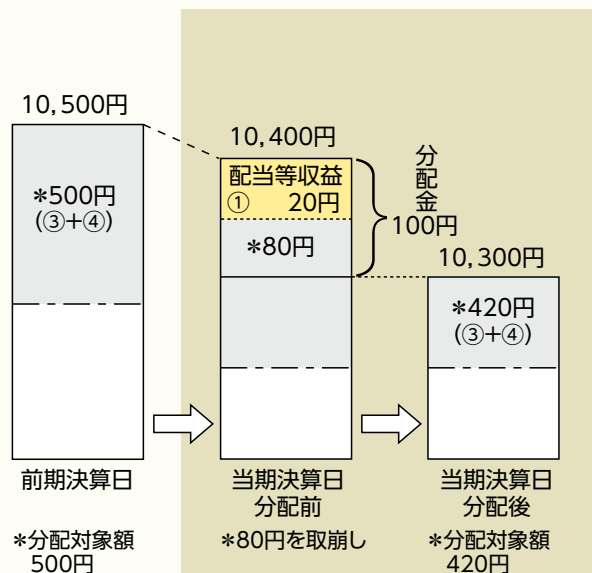 10,500円
*500円
(③+④)
前期決算日
*分配対象額
500円
10,400円
配当等収益
① 20円
*80円
分配金
100円
当期決算日
分配前
*80円を取崩し
10,300円
*420円
(③+④)
当期決算日
分配後
*分配対象額
420円